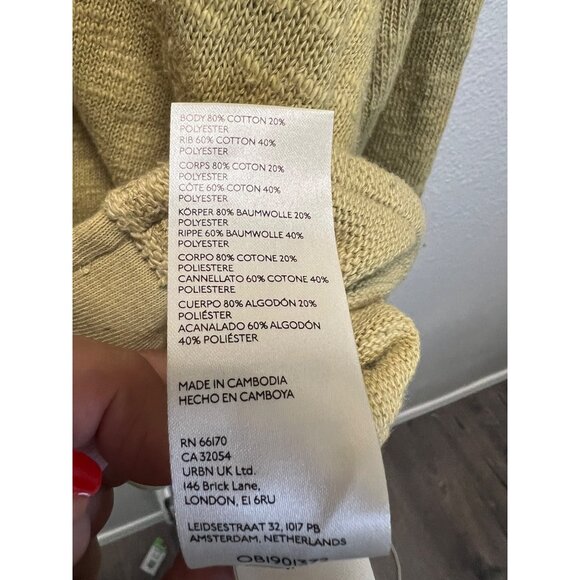 BODY 80% COTTON 20%
POLYESTER
RIB 60% COTTON 40%
POLYESTER
CORPS 80% COTON 20%
POLYESTER
CÔTE 60% COTON 40%
POLYESTER
KÖRPER 80% BAUMWOLLE 20%
POLYESTER
RIPPE 60% BAUMWOLLE 40%
POLYESTER
CORPO 80% COTONE 20%
POLIESTERE
CANNELLATO 60% COTONE 40%
POLIESTERE
CUERPO 80% ALGODÓN 20%
POLIÉSTER
ACANALADO 60% ALGODÓN
40% POLIÉSTER
MADE IN CAMBODIA
HECHO EN CAMBOYA
RN 66170
CA 32054
URBN UK Ltd.
146 Brick Lane,
LONDON, E1 6RU
LEIDSESTRAAT 32, 1017 PB
AMSTERDAM, NETHERLANDS